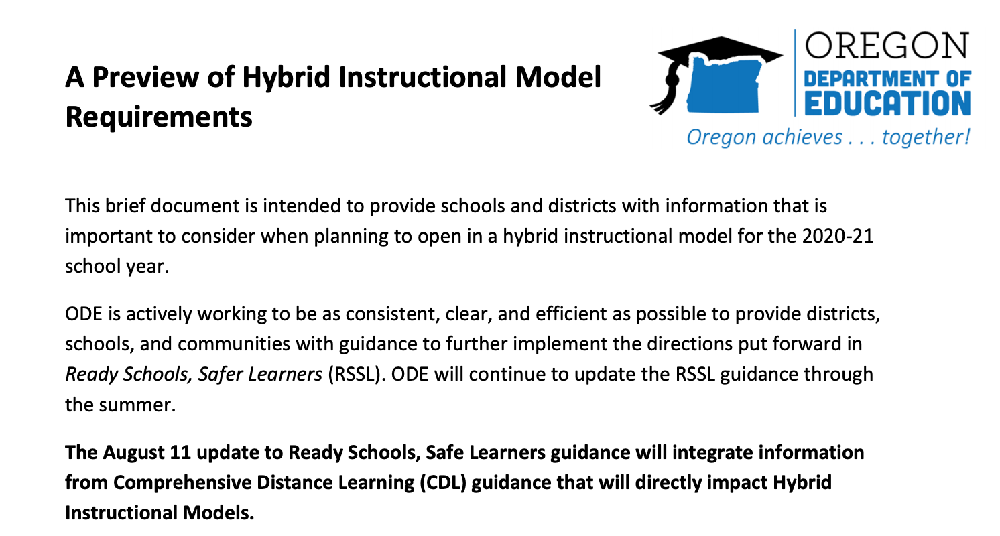 A Preview of Hybrid Instructional Model
Requirements
OREGON
DEPARTMENT OF
EDUCATION
Oregon achieves . . . together!
This brief document is intended to provide schools and districts with information that is
important to consider when planning to open in a hybrid instructional model for the 2020-21
school year.
ODE is actively working to be as consistent, clear, and efficient as possible to provide districts,
schools, and communities with guidance to further implement the directions put forward in
Ready Schools, Safer Learners (RSSL). ODE will continue to update the RSSL guidance through
the summer.
The August 11 update to Ready Schools, Safe Learners guidance will integrate information
from Comprehensive Distance Learning (CDL) guidance that will directly impact Hybrid
Instructional Models.